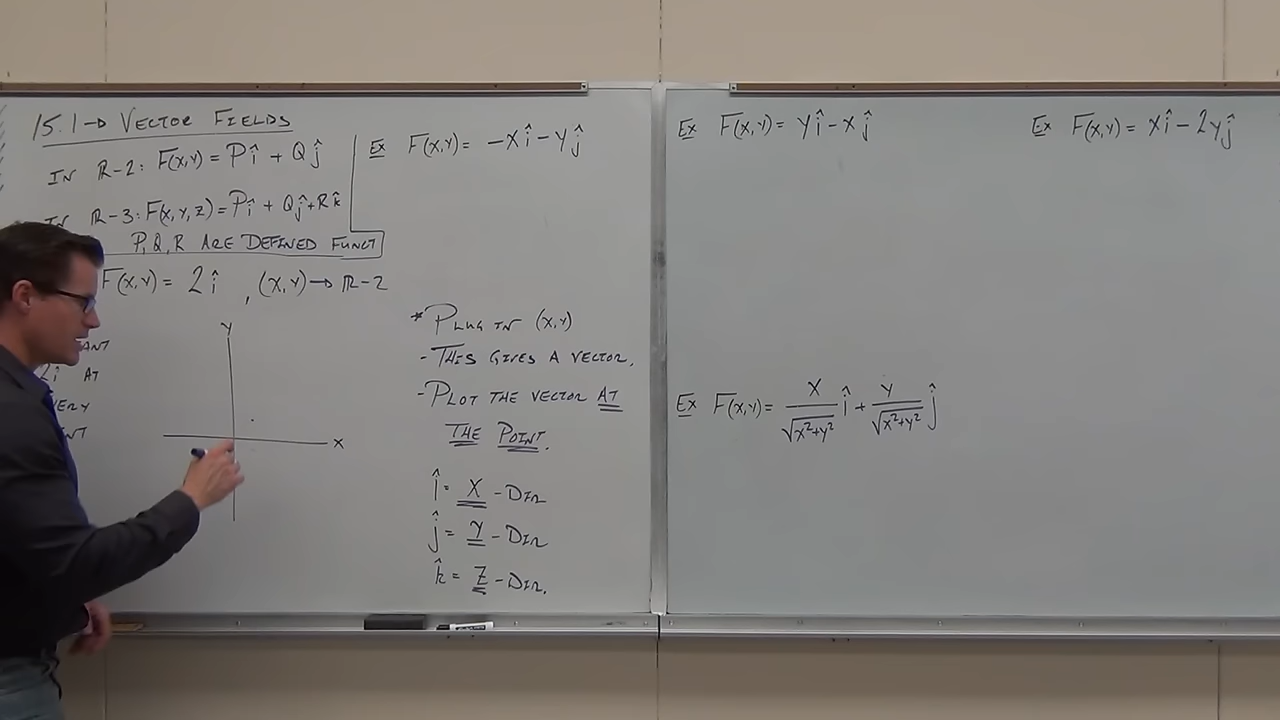 15.1→ VECTOR FIELDS
IN R-2: F(X,Y) = Pî + Qĵ
IN R-3: F(X,Y,Z) = Pî + Qĵ + Rk̂
P, Q, R ARE DEFINED FUNCT
F(X,Y) = 2î , (X,Y) → R-2
AT
Y
X
Ex F(X,Y) = -Xî - Yĵ
* PLUG IN (X,Y)
- THIS GIVES A VECTOR.
- PLOT THE VECTOR AT
THE POINT.
î = X - DIR
ĵ = Y - DIR
k̂ = Z - DIR.
Ex F(X,Y) = Yî - Xĵ
Ex F(X,Y) = Xî - 2Yĵ
Ex F(X,Y) = X/√(X²+Y²) î + Y/√(X²+Y²) ĵ